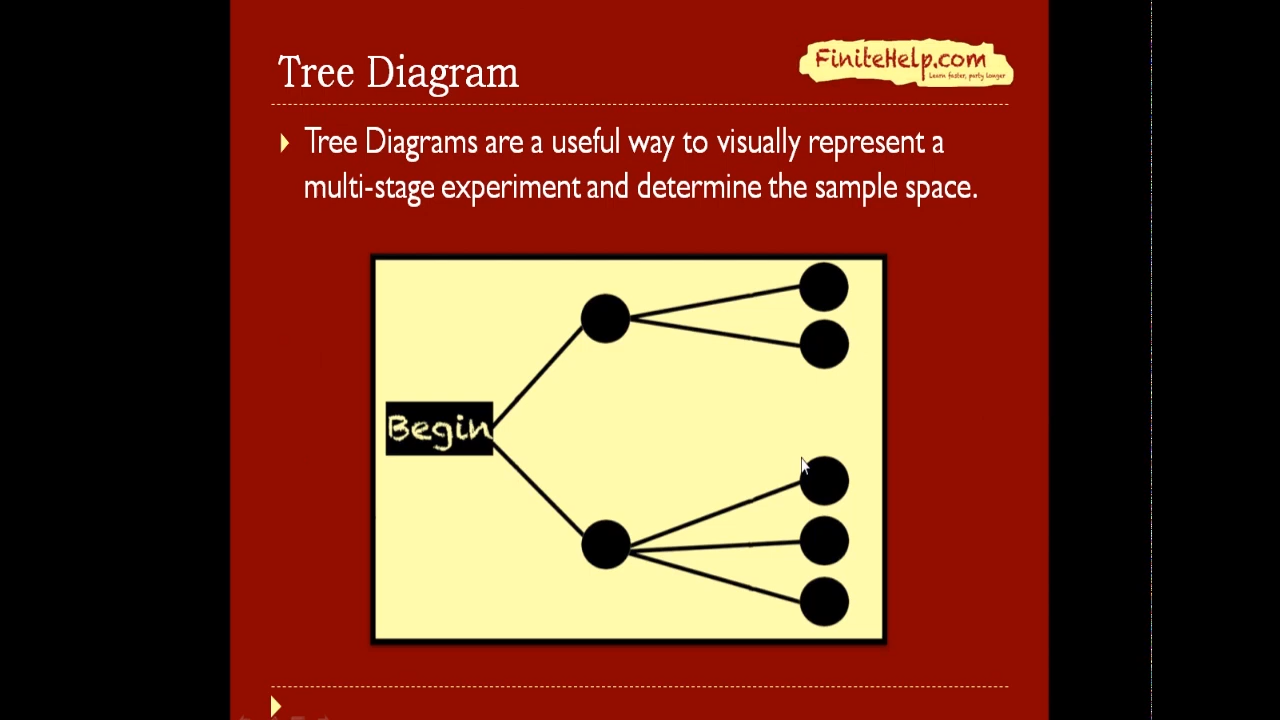 Tree Diagram
FiniteHelp.com
Learn faster, party longer
Tree Diagrams are a useful way to visually represent a
multi-stage experiment and determine the sample space.
Begin